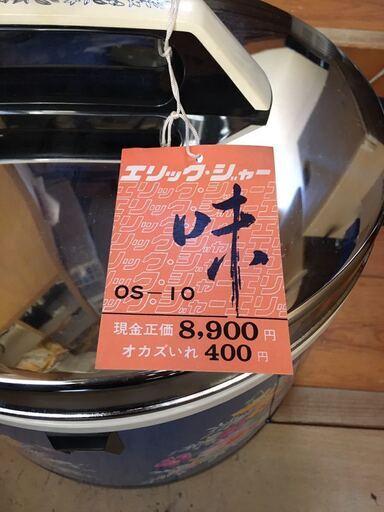 エリック・ジャー
味
OS 10
現金正価 8,900円
オカズいれ 400円